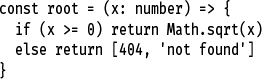 const root = (x: number) => {
  if (x >= 0) return Math.sqrt(x)
  else return [404, 'not found']
}